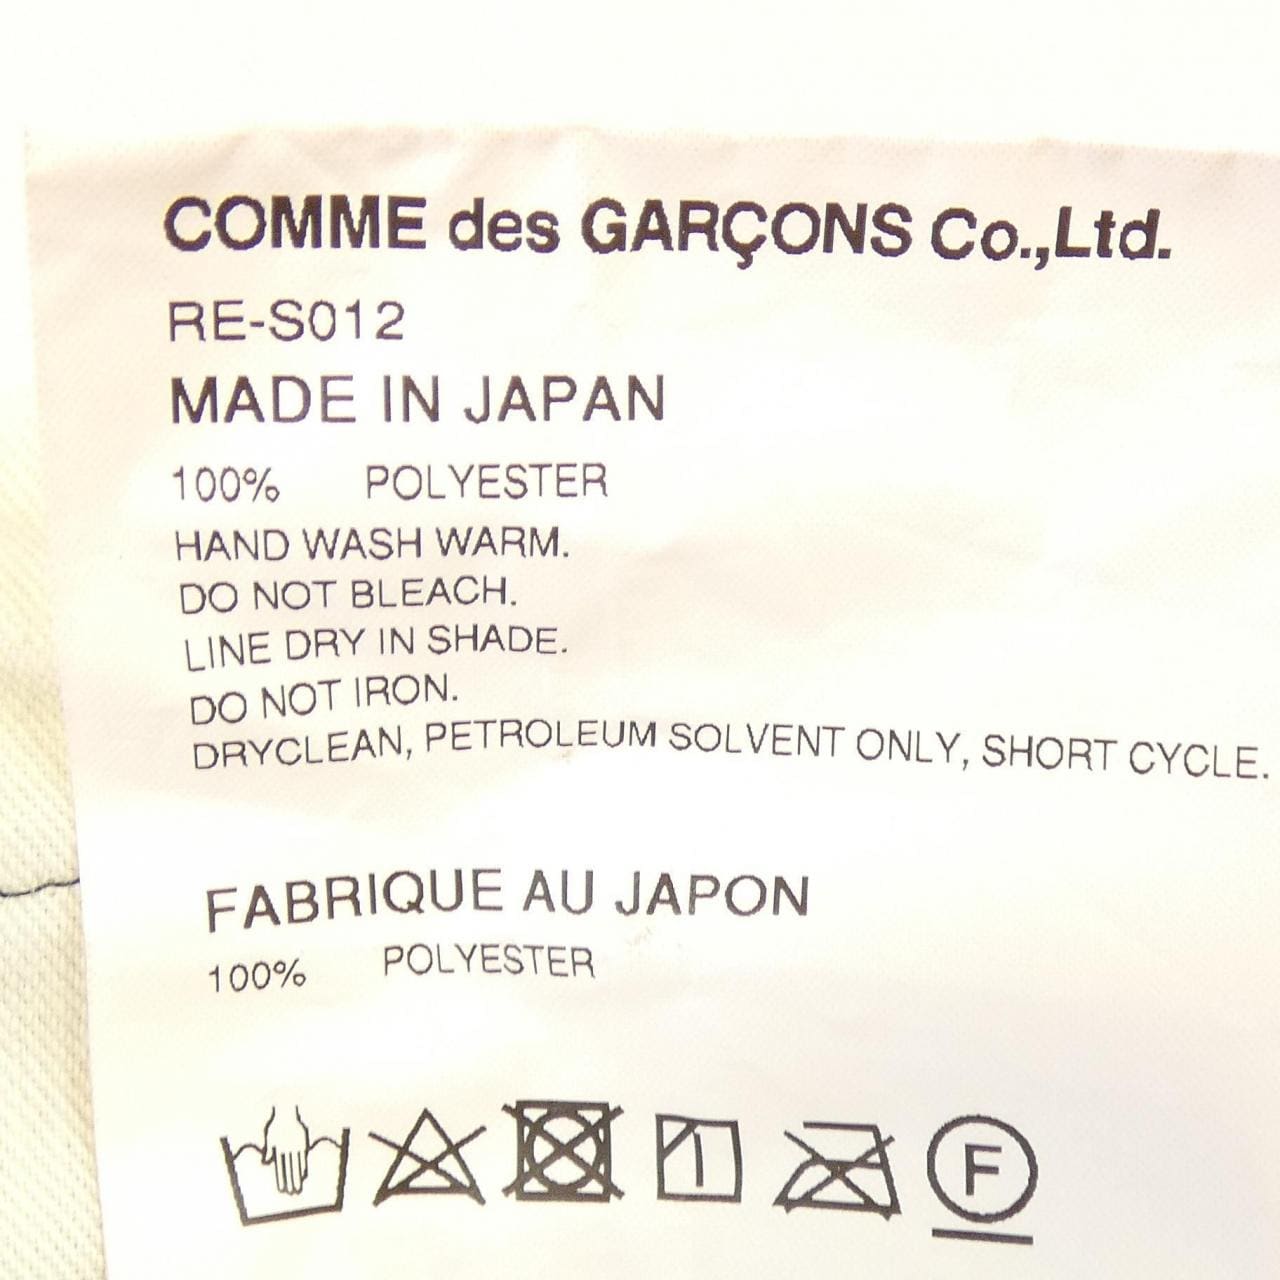 COMME des GARÇONS Co.,Ltd.
RE-S012
MADE IN JAPAN
100% POLYESTER
HAND WASH WARM.
DO NOT BLEACH.
LINE DRY IN SHADE.
DO NOT IRON.
DRYCLEAN, PETROLEUM SOLVENT ONLY, SHORT CYCLE.
FABRIQUE AU JAPON
100% POLYESTER
F